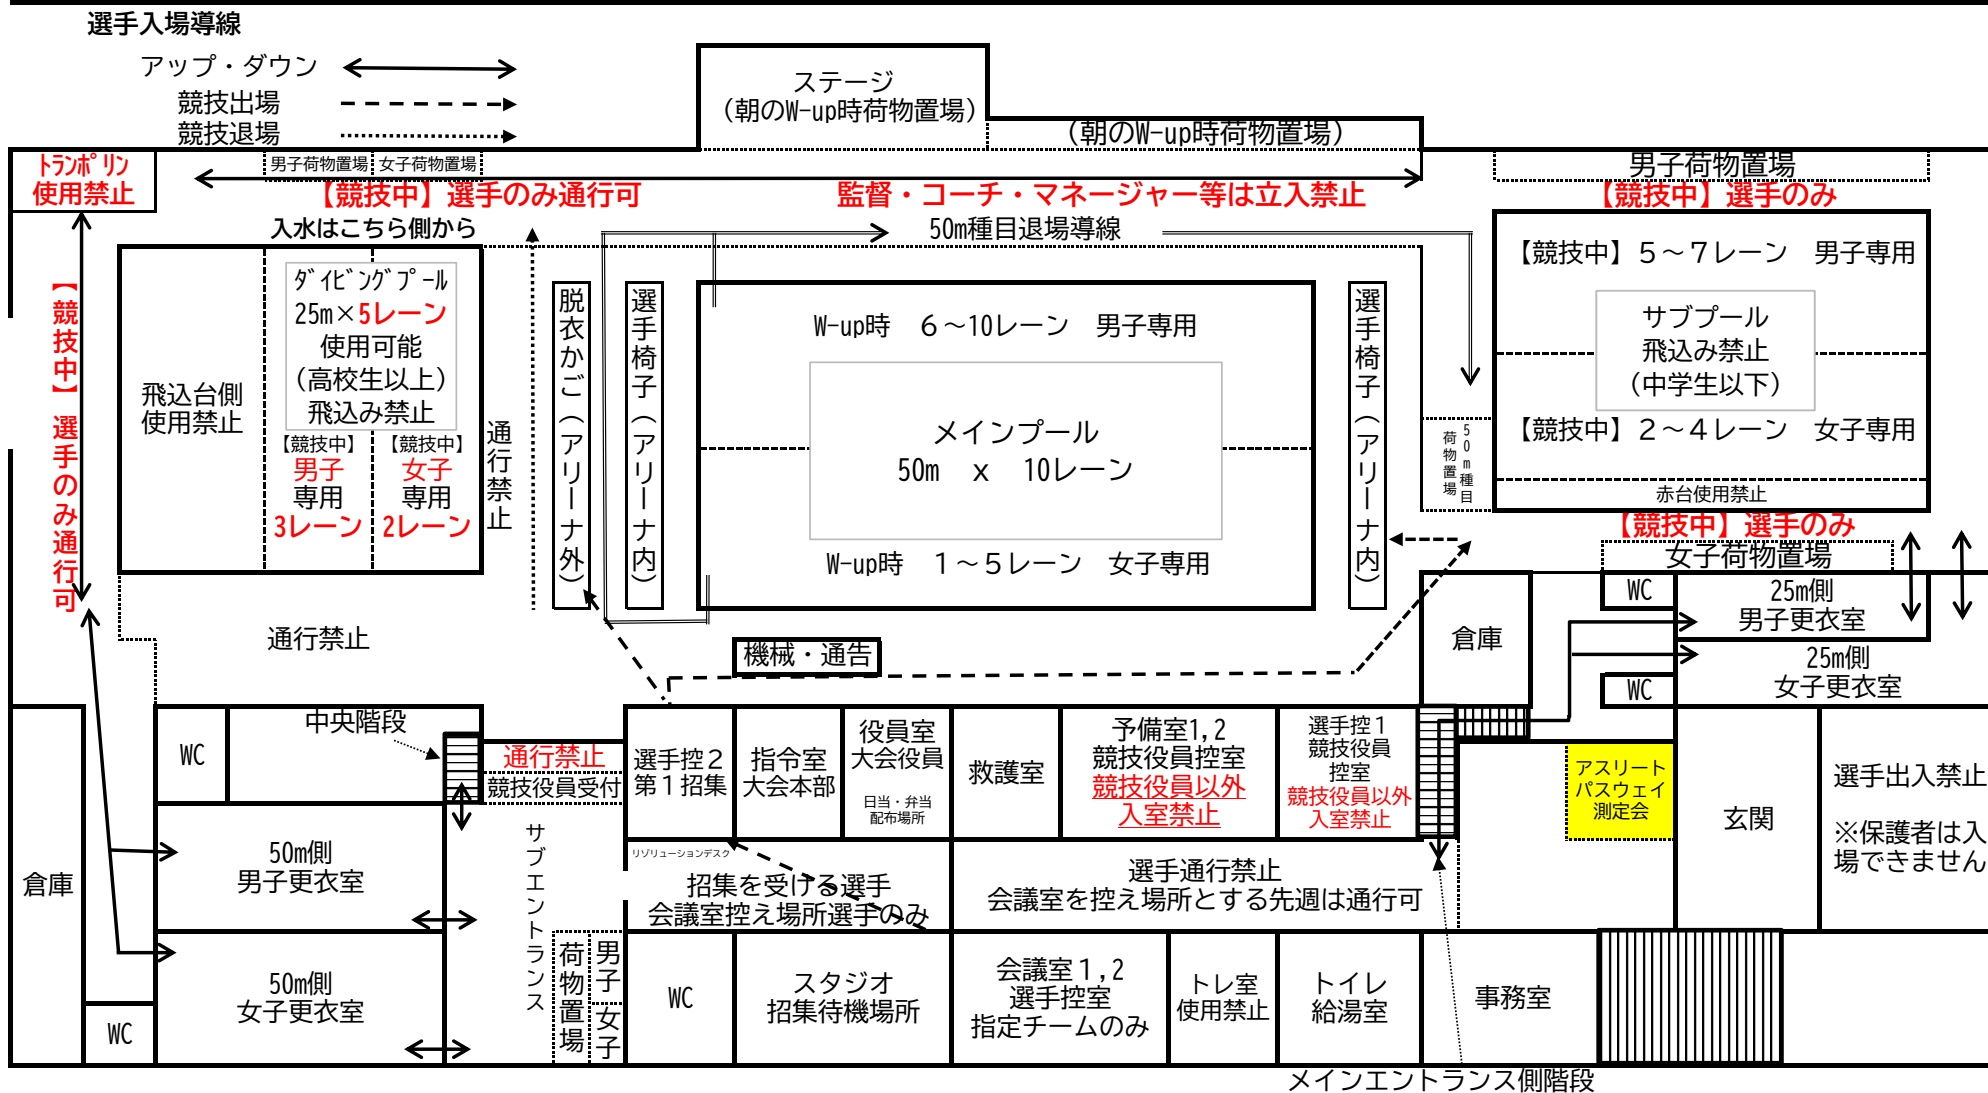 選手入場導線
アップ・ダウン
競技出場
競技退場
ステージ
(朝のW-up時荷物置場)
(朝のW-up時荷物置場)
トランポリン
使用禁止
男子荷物置場
女子荷物置場
【競技中】選手のみ通行可
監督・コーチ・マネージャー等は立入禁止
男子荷物置場
【競技中】選手のみ
入水はこちら側から
50m種目退場導線
【競技中】選手のみ通行可
飛込台側
使用禁止
ダイビングプール
25m×5レーン
使用可能
(高校生以上)
飛込み禁止
【競技中】
男子
専用
3レーン
【競技中】
女子
専用
2レーン
通行禁止
脱衣かご(アリーナ外)
選手椅子(アリーナ内)
W-up時 6～10レーン 男子専用
メインプール
50m x 10レーン
W-up時 1～5レーン 女子専用
選手椅子(アリーナ内)
50m種目
荷物置場
【競技中】5～7レーン 男子専用
サブプール
飛込み禁止
(中学生以下)
【競技中】2～4レーン 女子専用
赤台使用禁止
【競技中】選手のみ
女子荷物置場
通行禁止
機械・通告
倉庫
WC
25m側
男子更衣室
25m側
女子更衣室
WC
中央階段
WC
通行禁止
競技役員受付
選手控2
第1招集
指令室
大会本部
役員室
大会役員
日当・弁当
配布場所
救護室
予備室1,2
競技役員控室
競技役員以外
入室禁止
選手控1
競技役員
控室
競技役員以外
入室禁止
アスリート
パスウェイ
測定会
玄関
選手出入禁止
※保護者は入
場できません
倉庫
50m側
男子更衣室
サブエントランス
リゾリューションデスク
招集を受ける選手
会議室控え場所選手のみ
選手通行禁止
会議室を控え場所とする先週は通行可
50m側
女子更衣室
WC
荷物置場
男子
女子
WC
スタジオ
招集待機場所
会議室1,2
選手控室
指定チームのみ
トレ室
使用禁止
トイレ
給湯室
事務室
メインエントランス側階段